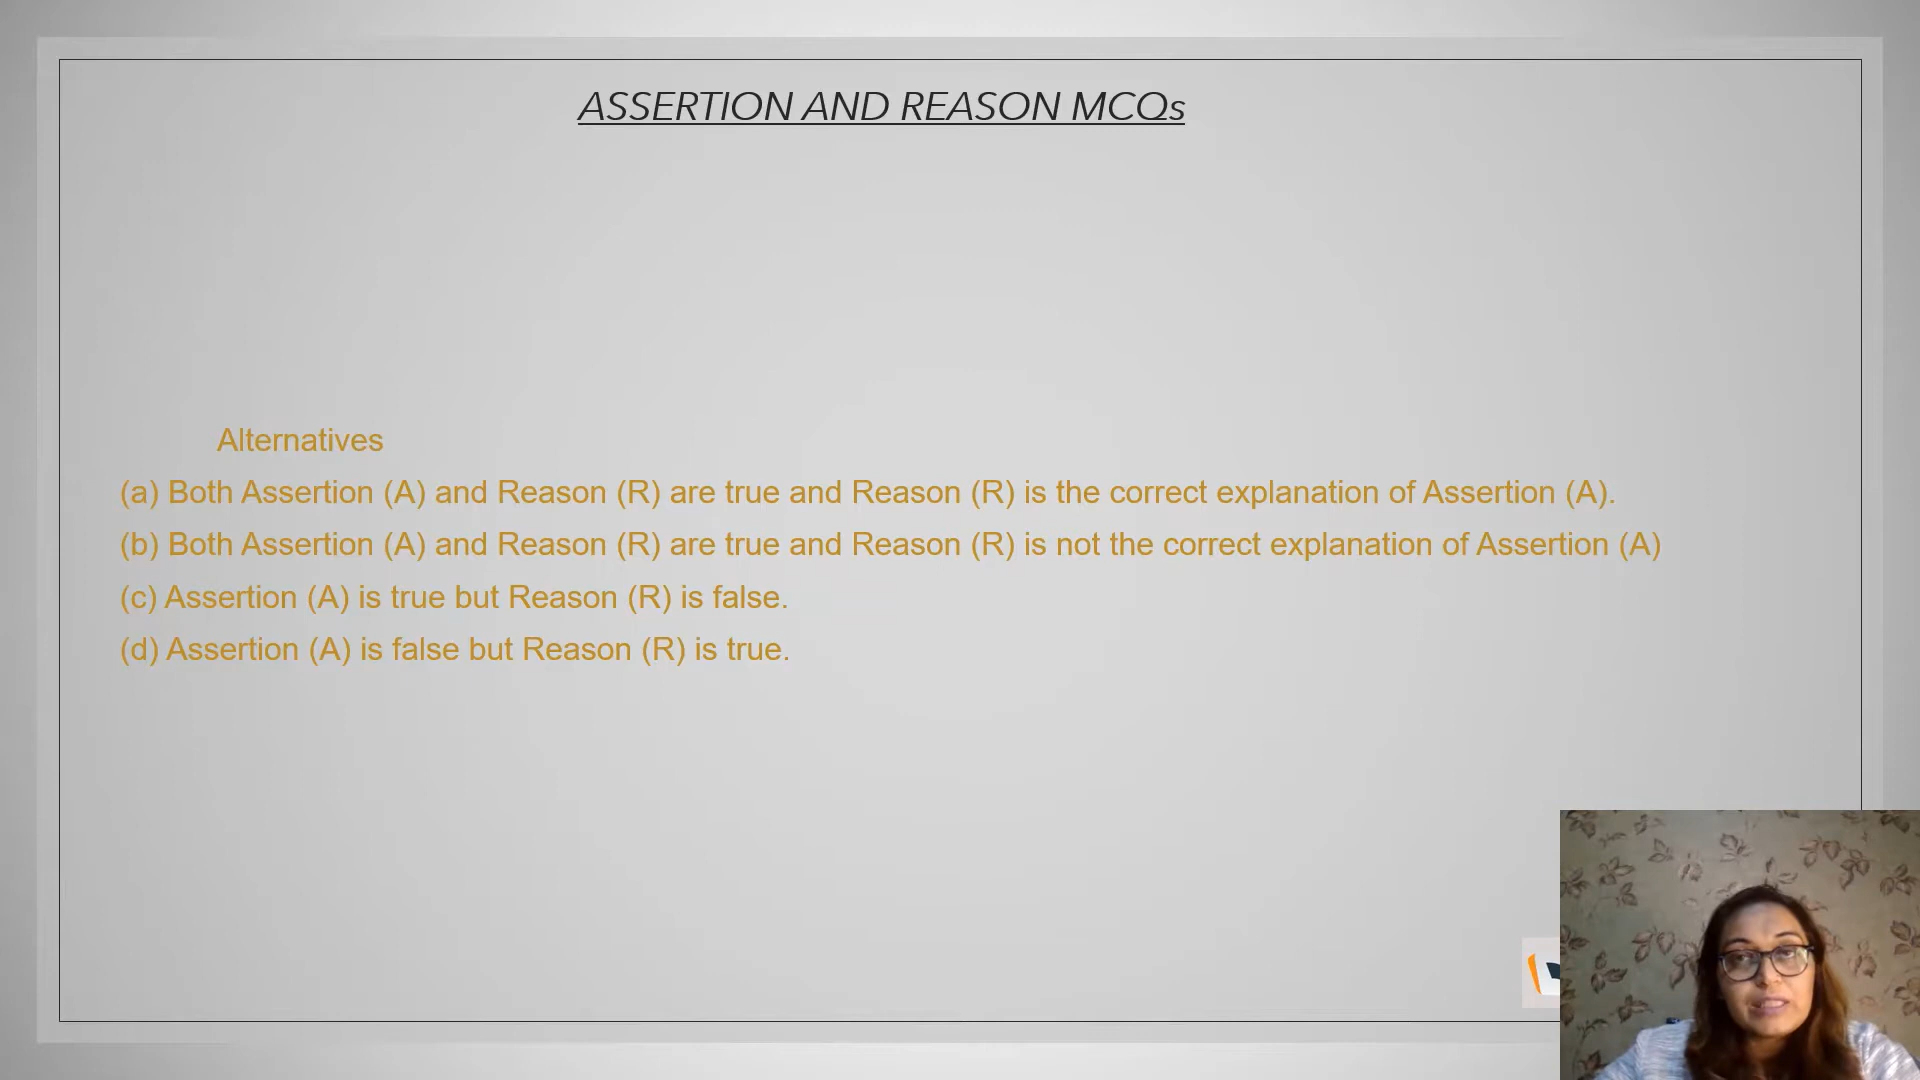 ASSERTION AND REASON MCQs
Alternatives
(a) Both Assertion (A) and Reason (R) are true and Reason (R) is the correct explanation of Assertion (A).
(b) Both Assertion (A) and Reason (R) are true and Reason (R) is not the correct explanation of Assertion (A)
(c) Assertion (A) is true but Reason (R) is false.
(d) Assertion (A) is false but Reason (R) is true.